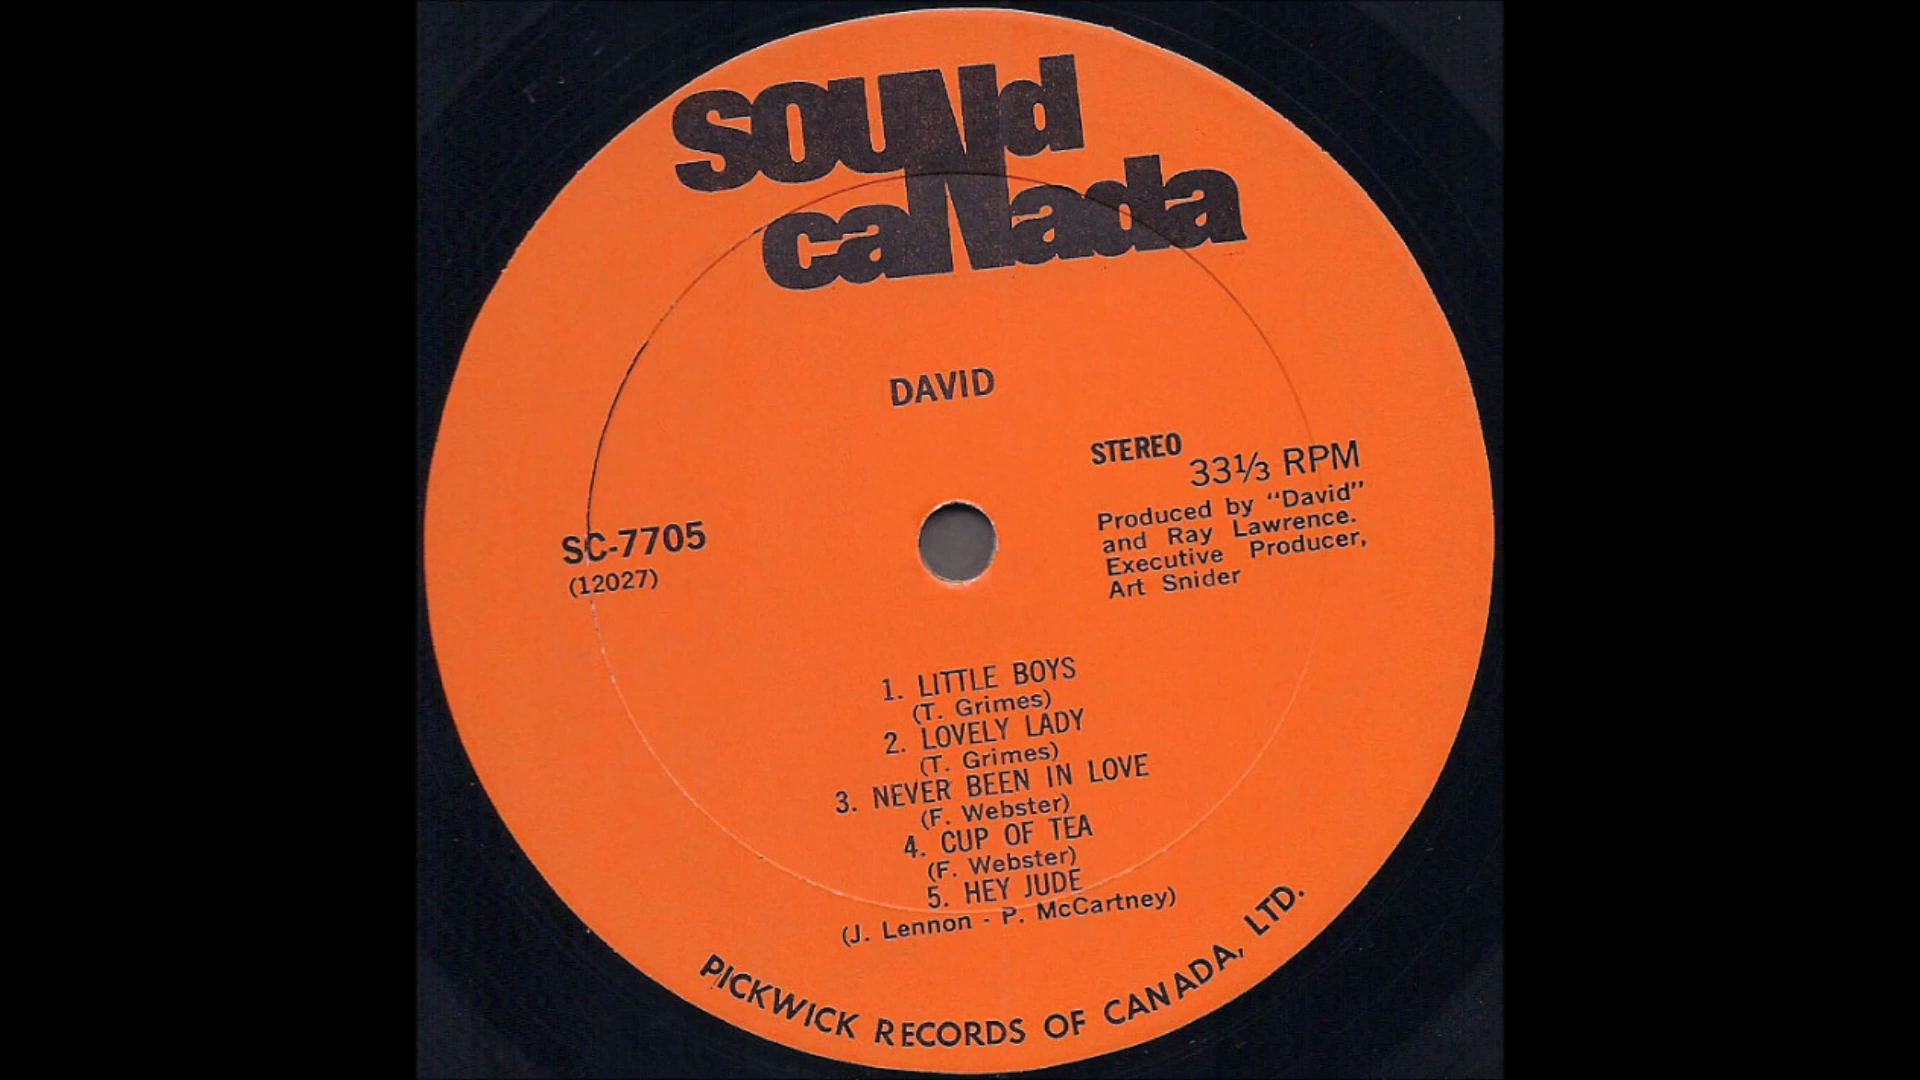 SOUNd
caNada
DAVID
STEREO
33⅓ RPM
SC-7705
(12027)
Produced by “David”
and Ray Lawrence.
Executive Producer,
Art Snider
1. LITTLE BOYS
(T. Grimes)
2. LOVELY LADY
(T. Grimes)
3. NEVER BEEN IN LOVE
(F. Webster)
4. CUP OF TEA
(F. Webster)
5. HEY JUDE
(J. Lennon - P. McCartney)
PICKWICK RECORDS OF CANADA, LTD.